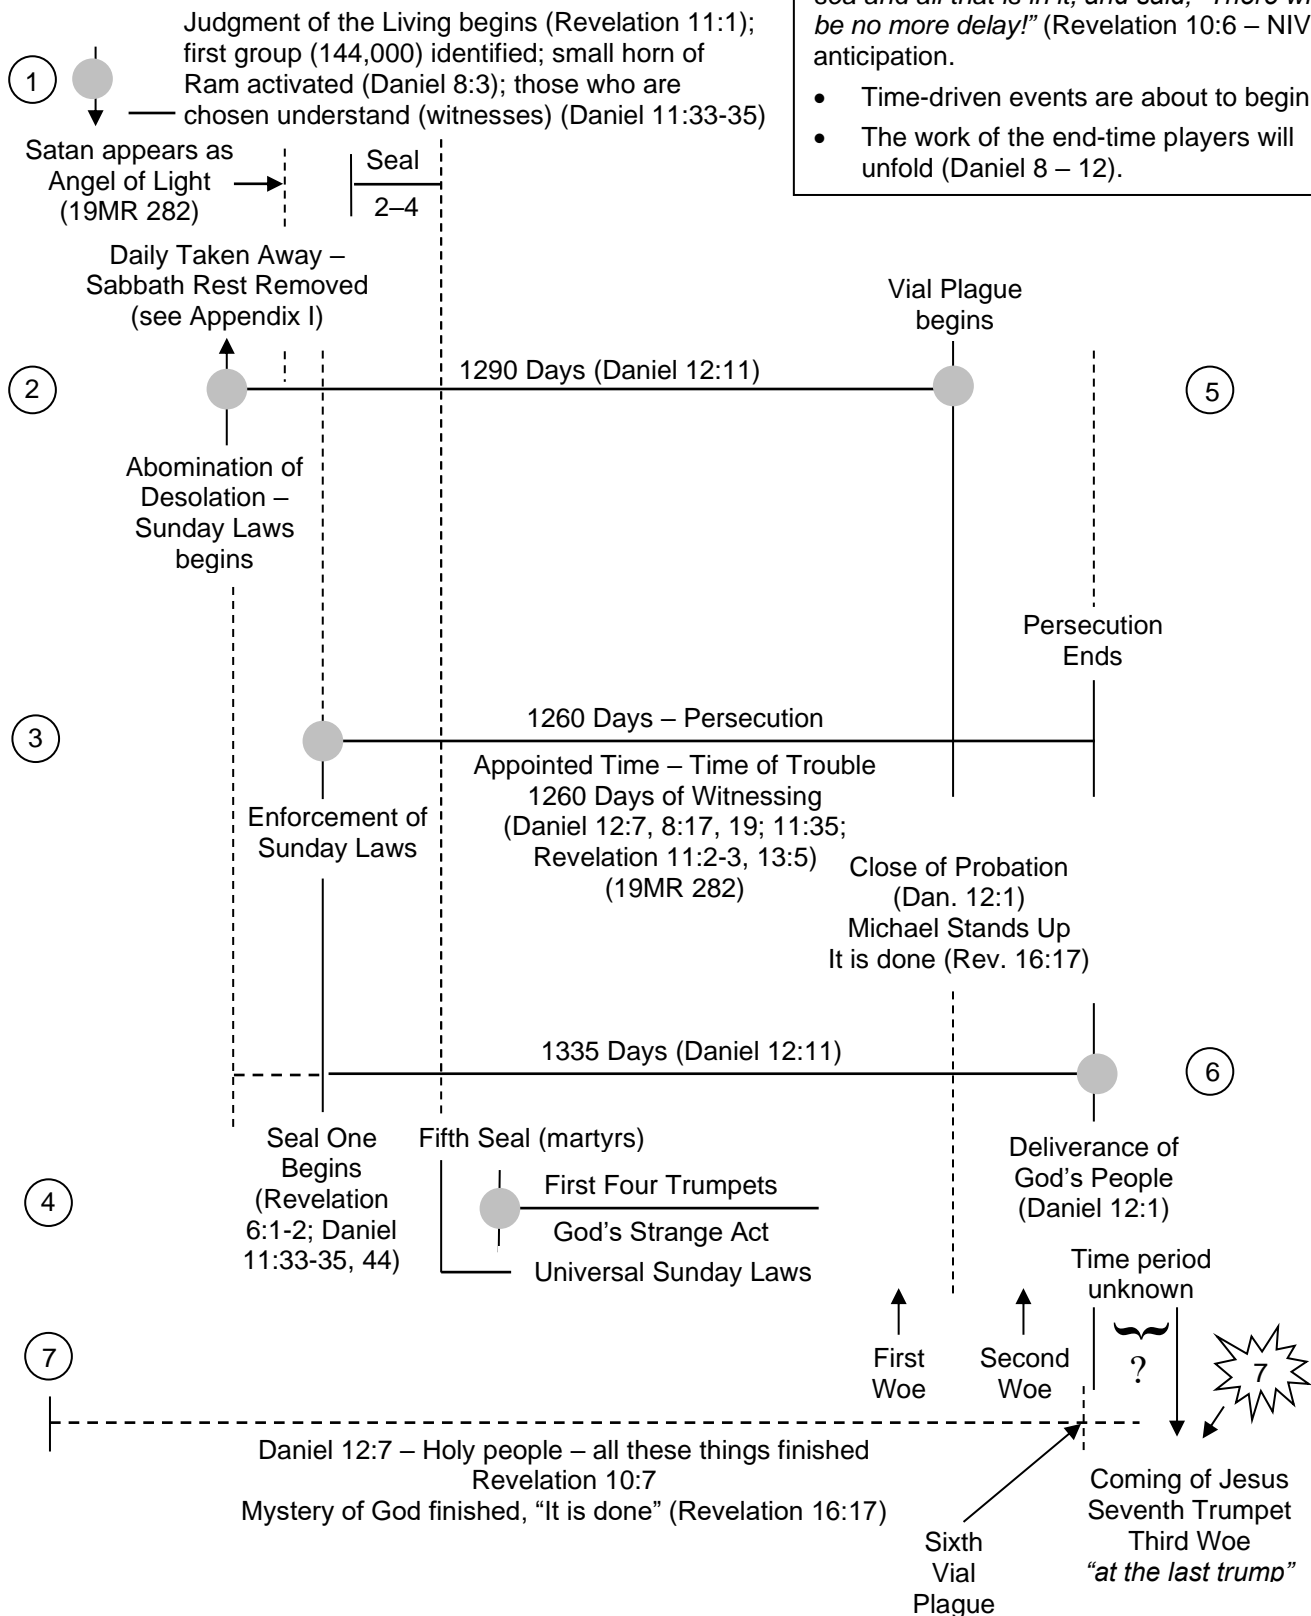 Judgment of the Living begins (Revelation 11:1);
first group (144,000) identified; small horn of
Ram activated (Daniel 8:3); those who are
chosen understand (witnesses) (Daniel 11:33-35)
sea and all that is in it, and said, "There
be no more delay!" (Revelation 10:6 – NIV
anticipation.
• Time-driven events are about to begin
• The work of the end-time players will
unfold (Daniel 8 – 12).
1
Satan appears as
Angel of Light
(19MR 282)
Seal
2–4
Daily Taken Away –
Sabbath Rest Removed
(see Appendix I)
Vial Plague
begins
2
1290 Days (Daniel 12:11)
5
Abomination of
Desolation –
Sunday Laws
begins
Persecution
Ends
3
1260 Days – Persecution
Appointed Time – Time of Trouble
1260 Days of Witnessing
(Daniel 12:7, 8:17, 19; 11:35;
Revelation 11:2-3, 13:5)
(19MR 282)
Enforcement of
Sunday Laws
Close of Probation
(Dan. 12:1)
Michael Stands Up
It is done (Rev. 16:17)
1335 Days (Daniel 12:11)
6
Seal One
Begins
(Revelation
6:1-2; Daniel
11:33-35, 44)
Fifth Seal (martyrs)
4
First Four Trumpets
God's Strange Act
Universal Sunday Laws
Deliverance of
God's People
(Daniel 12:1)
Time period
unknown
?
7
First
Woe
Second
Woe
7
Daniel 12:7 – Holy people – all these things finished
Revelation 10:7
Mystery of God finished, "It is done" (Revelation 16:17)
Sixth
Vial
Plague
Coming of Jesus
Seventh Trumpet
Third Woe
"at the last trump"